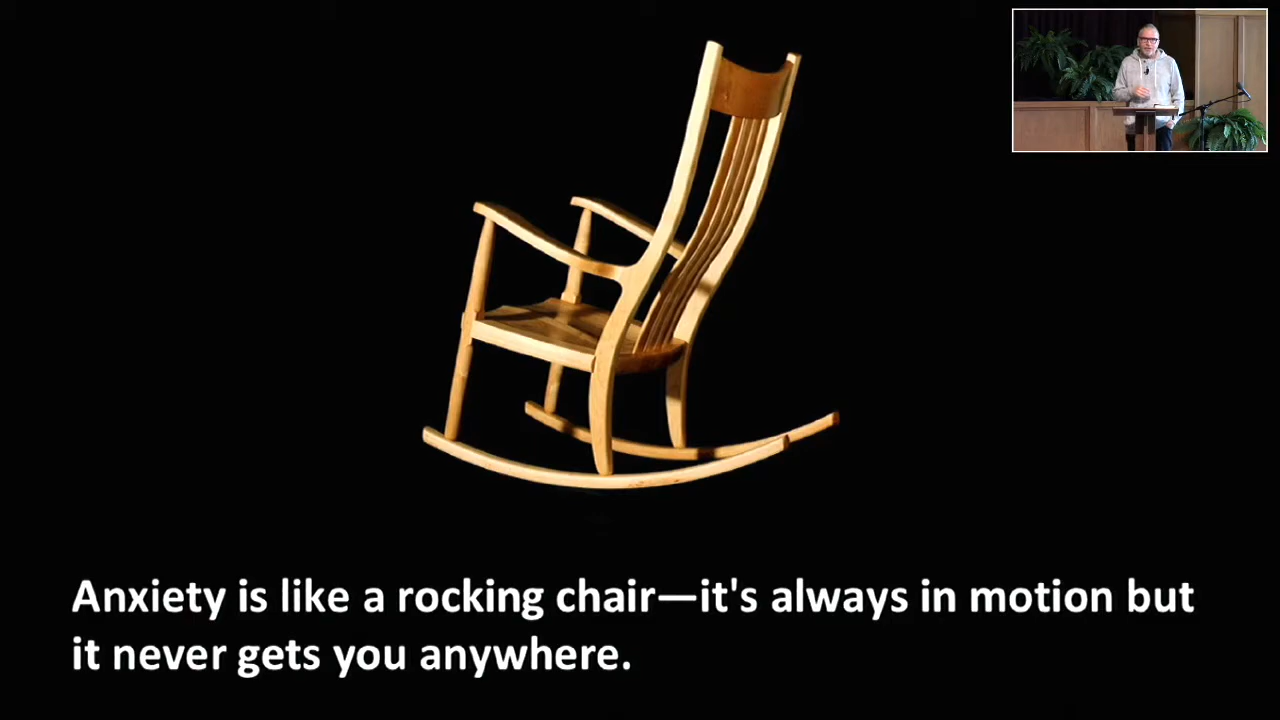 Anxiety is like a rocking chair—it's always in motion but
it never gets you anywhere.